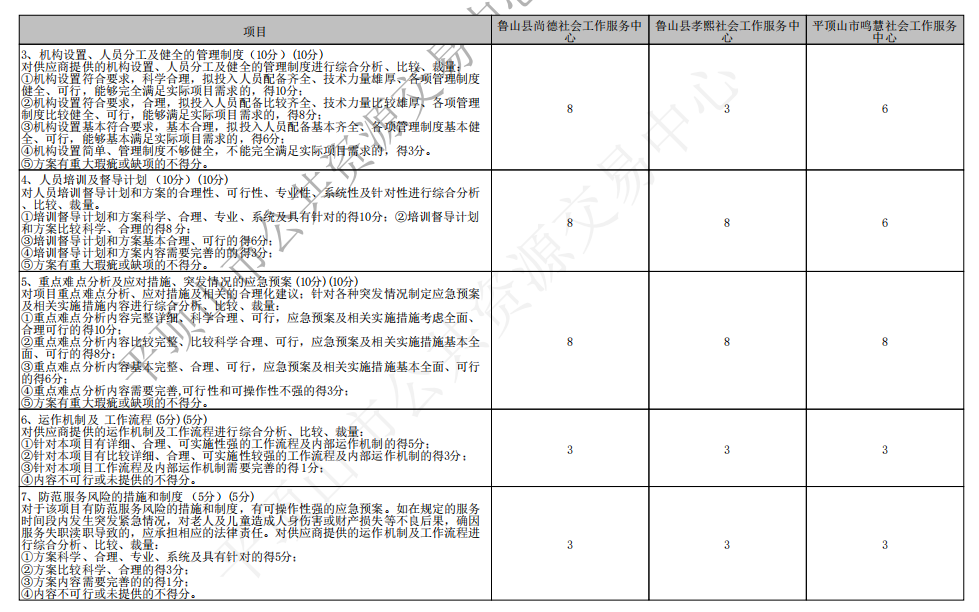 项目
鲁山县尚德社会工作服务中
心
鲁山县孝熙社会工作服务中
心
平顶山市鸣慧社会工作服务
中心
3、机构设置、人员分工及健全的管理制度（10分）(10分)
对供应商提供的机构设置、人员分工及健全的管理制度进行综合分析、比较、裁量；
①机构设置符合要求，科学合理，拟投入人员配备齐全、技术力量雄厚、各项管理制度
健全、可行，能够完全满足实际项目需求的，得10分；
②机构设置符合要求，合理，拟投入人员配备比较齐全、技术力量比较雄厚、各项管理
制度比较健全、可行，能够满足实际项目需求的，得8分；
③机构设置基本符合要求，基本合理，拟投入人员配备基本齐全、各项管理制度基本健
全、可行，能够基本满足实际项目需求的，得6分；
④机构设置简单、管理制度不够健全，不能完全满足实际项目需求的，得3分。
⑤方案有重大瑕疵或缺项的不得分。
8
3
6
4、人员培训及督导计划 （10分）(10分)
对人员培训督导计划和方案的合理性、可行性、专业性、系统性及针对性进行综合分析
、比较、裁量。
①培训督导计划和方案科学、合理、专业、系统及具有针对的得10分；②培训督导计划
和方案比较科学、合理的得8 分；
③培训督导计划和方案基本合理、可行的得6分；
④培训督导计划和方案内容需要完善的的得3分；
⑤方案有重大瑕疵或缺项的不得分。
8
8
6
5、重点难点分析及应对措施、突发情况的应急预案(10分)(10分)
对项目重点难点分析、应对措施及相关的合理化建议；针对各种突发情况制定应急预案
及相关实施措施内容进行综合分析、比较、裁量：
①重点难点分析内容完整详细、科学合理、可行，应急预案及相关实施措施考虑全面、
合理可行的得10分；
②重点难点分析内容比较完整、比较科学合理、可行，应急预案及相关实施措施基本全
面、可行的得8分；
③重点难点分析内容基本完整、合理、可行，应急预案及相关实施措施基本全面、可行
的得6分；
④重点难点分析内容需要完善,可行性和可操作性不强的得3分；
⑤方案有重大瑕疵或缺项的不得分。
8
8
8
6、运作机制及 工作流程(5分)(5分)
对供应商提供的运作机制及工作流程进行综合分析、比较、裁量：
①针对本项目有详细、合理、可实施性强的工作流程及内部运作机制的得5分；
②针对本项目有比较详细、合理、可实施性较强的工作流程及内部运作机制的得3分；
③针对本项目工作流程及内部运作机制需要完善的得1分；
④内容不可行或未提供的不得分。
3
3
3
7、防范服务风险的措施和制度 （5分）(5分)
对于该项目有防范服务风险的措施和制度，有可操作性强的应急预案。如在规定的服务
时间段内发生突发紧急情况，对老人及儿童造成人身伤害或财产损失等不良后果，确因
服务失职渎职导致的，应承担相应的法律责任。对供应商提供的运作机制及工作流程进
行综合分析、比较、裁量：
①方案科学、合理、专业、系统及具有针对的得5分；
②方案比较科学、合理的得3分；
③方案内容需要完善的的得1分；
④内容不可行或未提供的不得分。
3
3
3
平顶山市公共资源交易中心
平顶山市公共资源交易中心